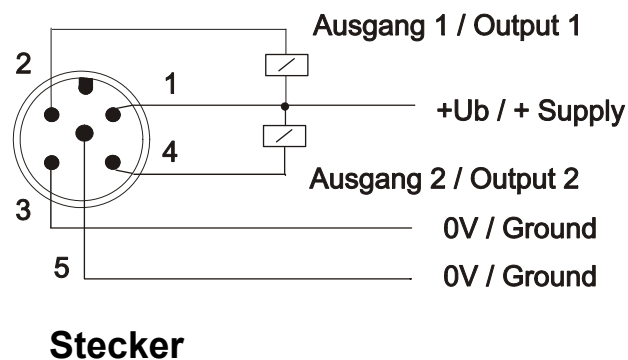 Ausgang 1 / Output 1
2
1
+Ub / + Supply
4
Ausgang 2 / Output 2
3
0V / Ground
5
0V / Ground
Stecker